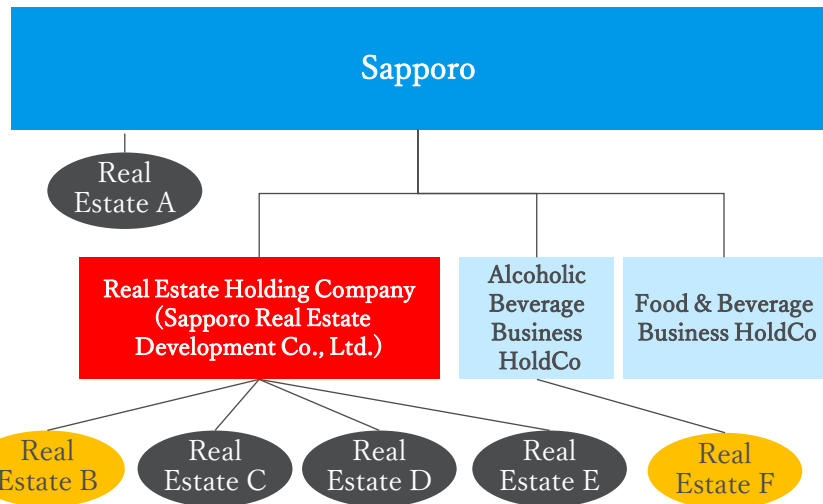 Sapporo
Real
Estate A
Real Estate Holding Company
(Sapporo Real Estate
Development Co., Ltd.)
Alcoholic
Beverage
Business
HoldCo
Food & Beverage
Business HoldCo
Real
Estate B
Real
Estate C
Real
Estate D
Real
Estate E
Real
Estate F